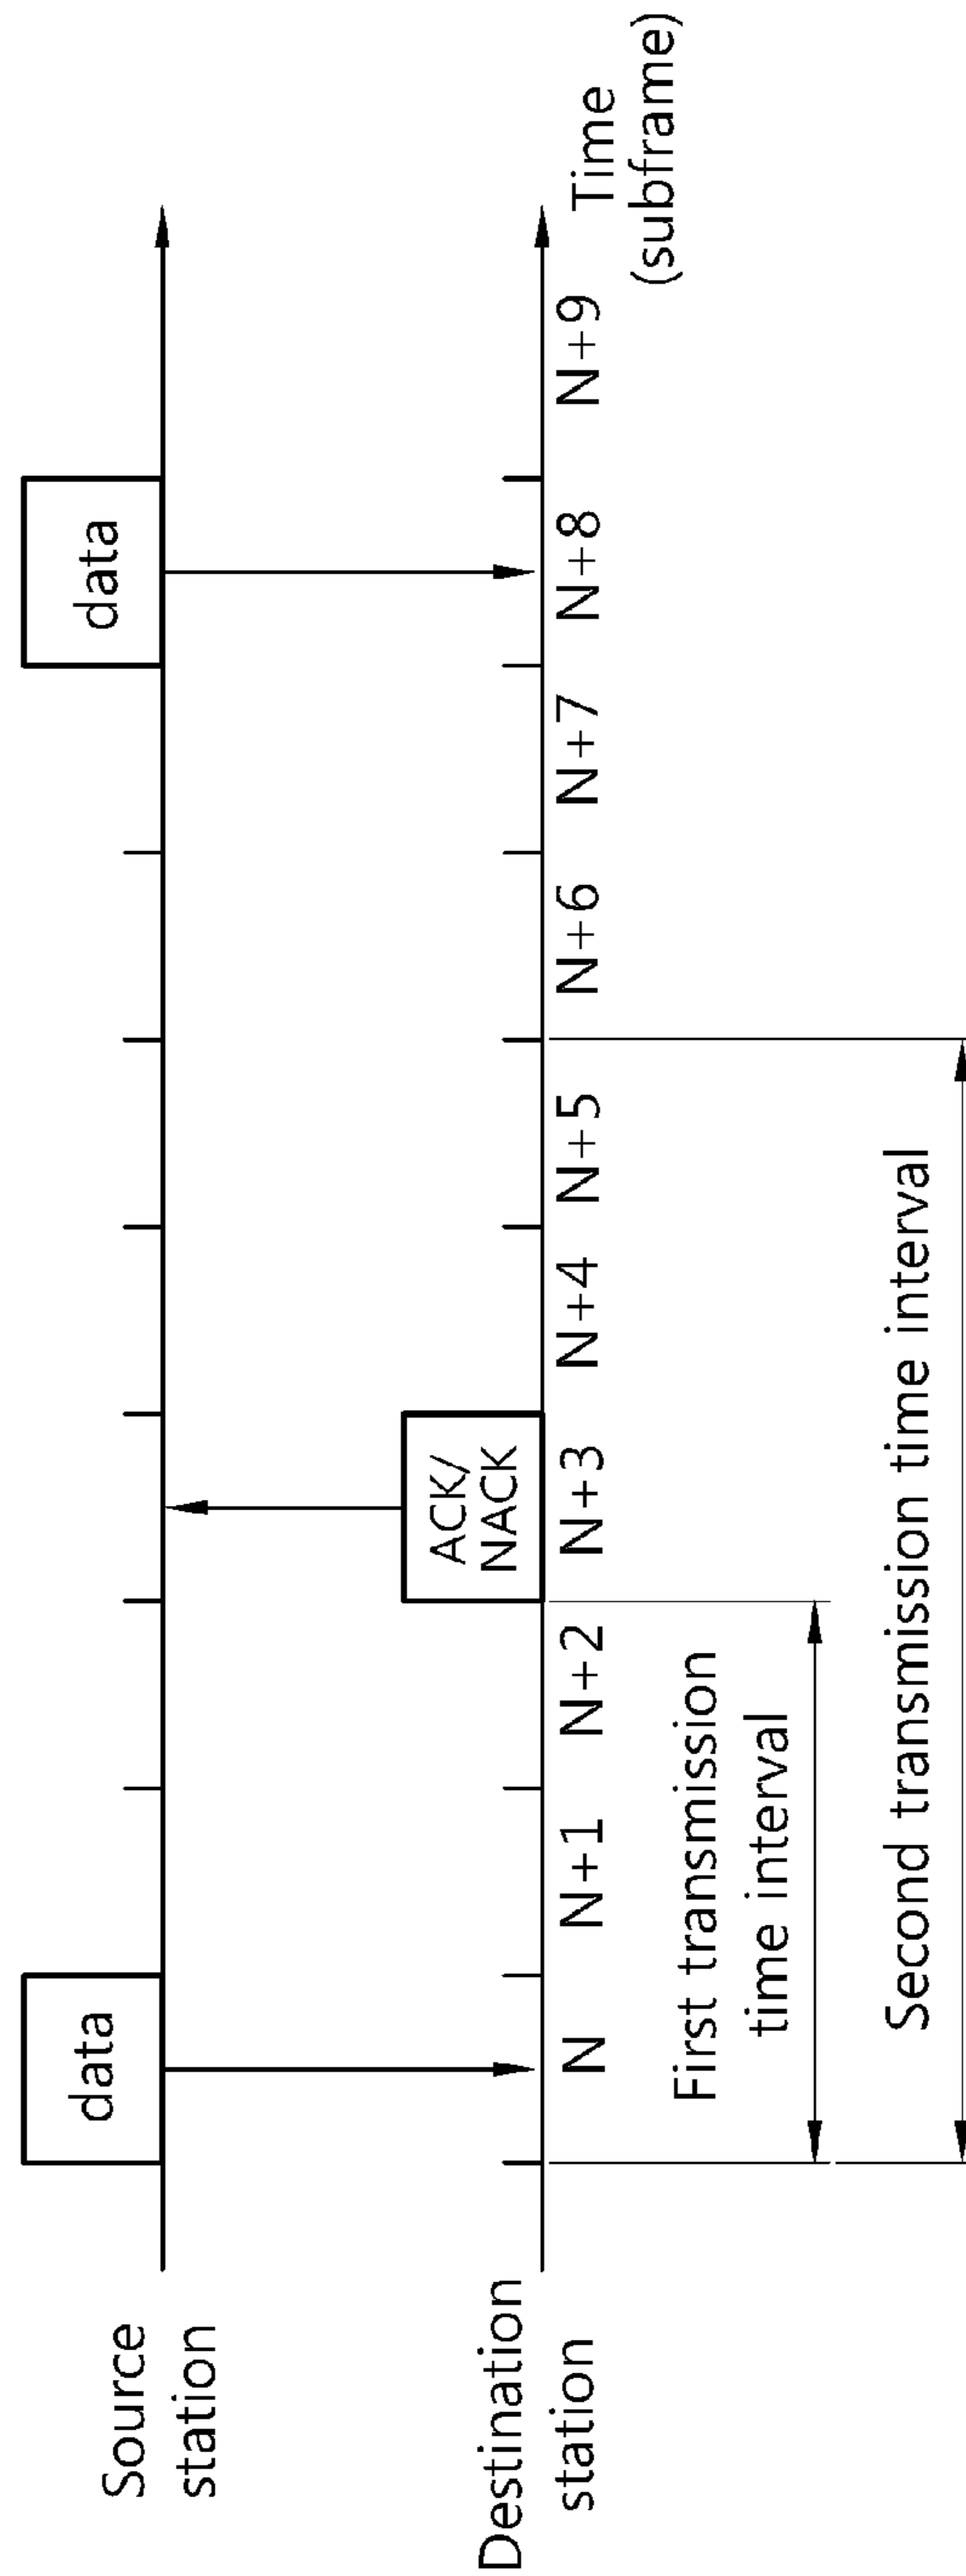 Source
station
data
data
ACK/
NACK
Destination
station
N
N+1
N+2
N+3
N+4
N+5
N+6
N+7
N+8
N+9
Time
(subframe)
First transmission
time interval
Second transmission time interval